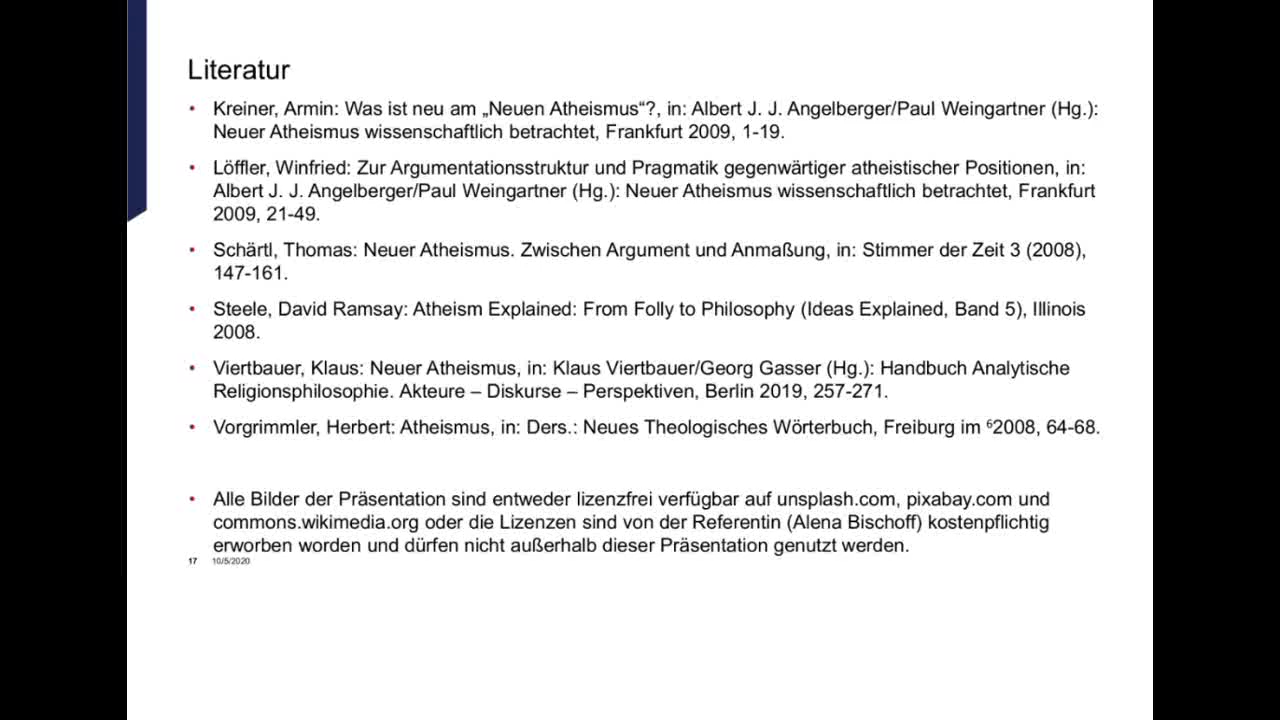 Literatur
• Kreiner, Armin: Was ist neu am „Neuen Atheismus“?, in: Albert J. J. Angelberger/Paul Weingartner (Hg.):
Neuer Atheismus wissenschaftlich betrachtet, Frankfurt 2009, 1-19.
• Löffler, Winfried: Zur Argumentationsstruktur und Pragmatik gegenwärtiger atheistischer Positionen, in:
Albert J. J. Angelberger/Paul Weingartner (Hg.): Neuer Atheismus wissenschaftlich betrachtet, Frankfurt
2009, 21-49.
• Schärtl, Thomas: Neuer Atheismus. Zwischen Argument und Anmaßung, in: Stimmer der Zeit 3 (2008),
147-161.
• Steele, David Ramsay: Atheism Explained: From Folly to Philosophy (Ideas Explained, Band 5), Illinois
2008.
• Viertbauer, Klaus: Neuer Atheismus, in: Klaus Viertbauer/Georg Gasser (Hg.): Handbuch Analytische
Religionsphilosophie. Akteure – Diskurse – Perspektiven, Berlin 2019, 257-271.
• Vorgrimmler, Herbert: Atheismus, in: Ders.: Neues Theologisches Wörterbuch, Freiburg im ⁶2008, 64-68.
• Alle Bilder der Präsentation sind entweder lizenzfrei verfügbar auf unsplash.com, pixabay.com und
commons.wikimedia.org oder die Lizenzen sind von der Referentin (Alena Bischoff) kostenpflichtig
erworben worden und dürfen nicht außerhalb dieser Präsentation genutzt werden.
17 10/5/2020